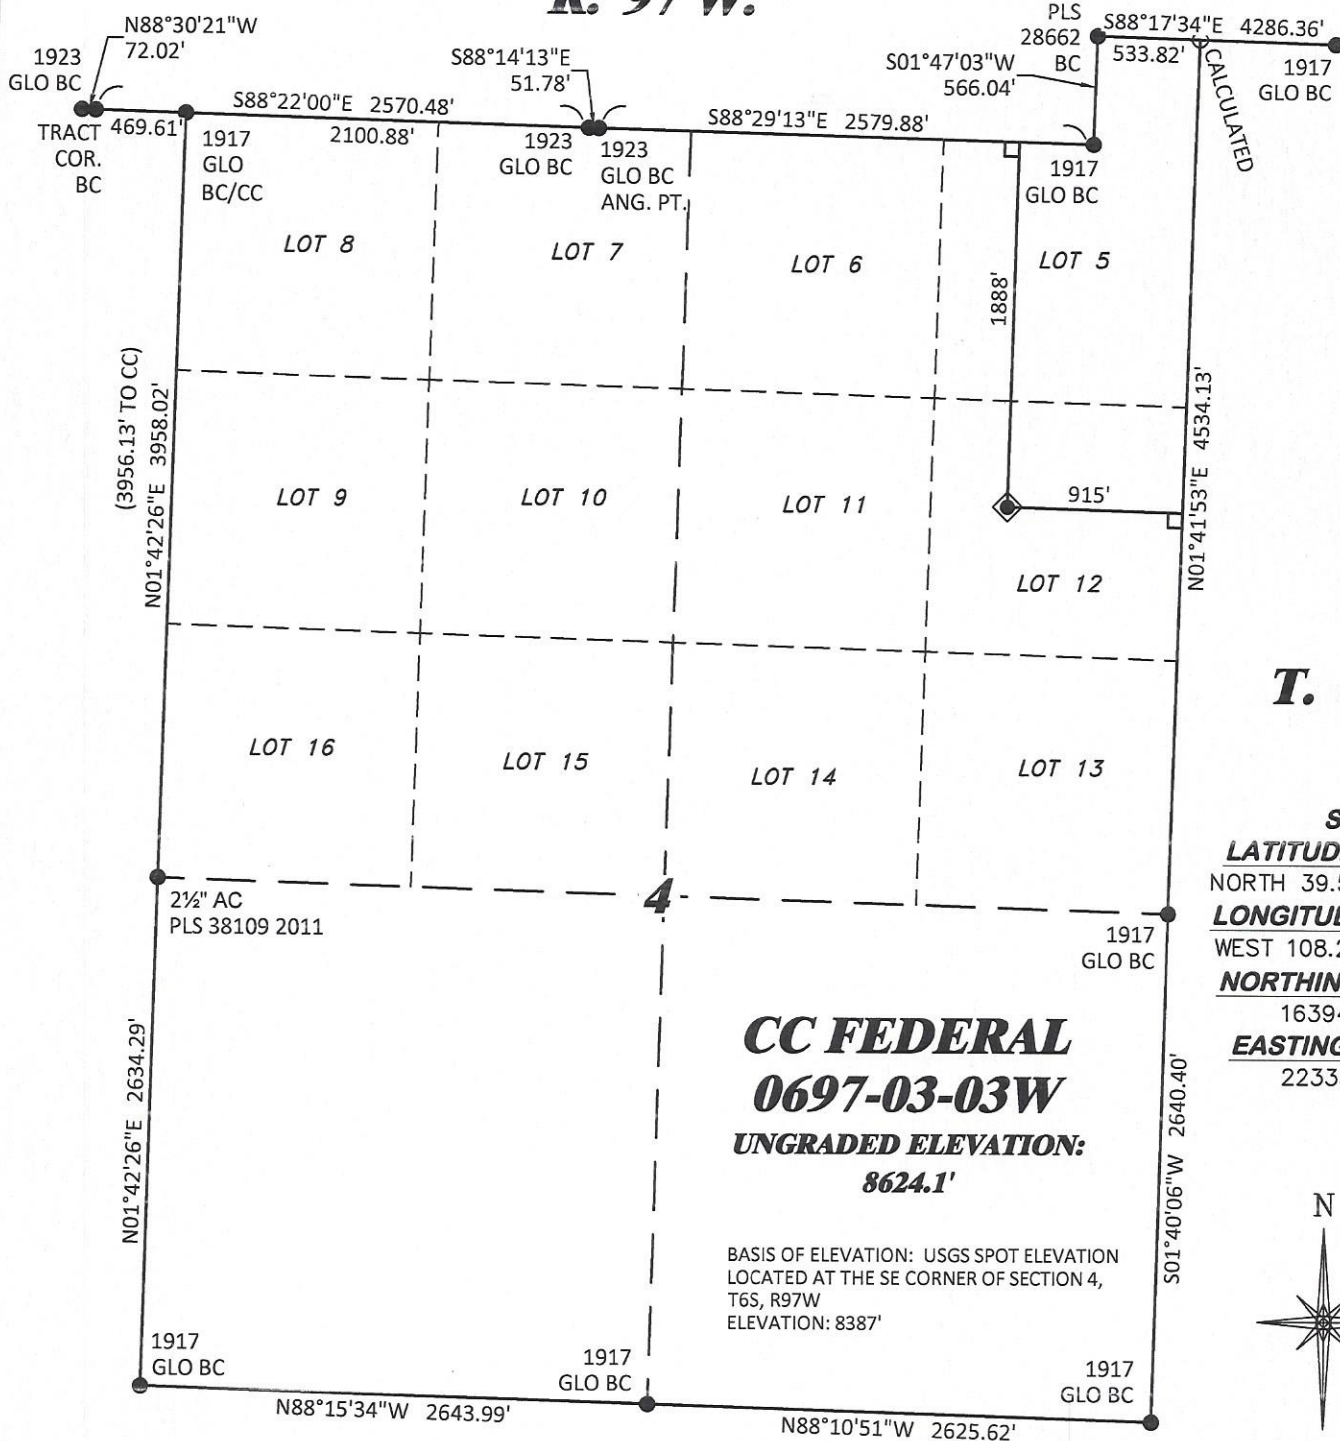 R. 97 W.
N88°30'21"W
72.02'
1923
GLO BC
TRACT
COR.
BC
469.61'
S88°22'00"E 2570.48'
2100.88'
1917
GLO
BC/CC
S88°14'13"E
51.78'
1923
GLO BC
1923
GLO BC
ANG. PT.
S88°29'13"E 2579.88'
S01°47'03"W
566.04'
PLS
28662
BC
S88°17'34"E 4286.36'
533.82'
CALCULATED
1917
GLO BC
1917
GLO BC
LOT 8
LOT 7
LOT 6
LOT 5
1888'
(3956.13' TO CC)
N01°42'26"E 3958.02'
N01°41'53"E 4534.13'
LOT 9
LOT 10
LOT 11
915'
LOT 12
LOT 16
LOT 15
LOT 14
LOT 13
T.
S
LATITUD
NORTH 39.5
LONGITU
WEST 108.2
NORTHIN
16394
EASTING
2233
2½" AC
PLS 38109 2011
4
1917
GLO BC
N01°42'26"E 2634.29'
CC FEDERAL
0697-03-03W
UNGRADED ELEVATION:
8624.1'
BASIS OF ELEVATION: USGS SPOT ELEVATION
LOCATED AT THE SE CORNER OF SECTION 4,
T6S, R97W
ELEVATION: 8387'
S01°40'06"W 2640.40'
N
1917
GLO BC
1917
GLO BC
1917
GLO BC
N88°15'34"W 2643.99'
N88°10'51"W 2625.62'